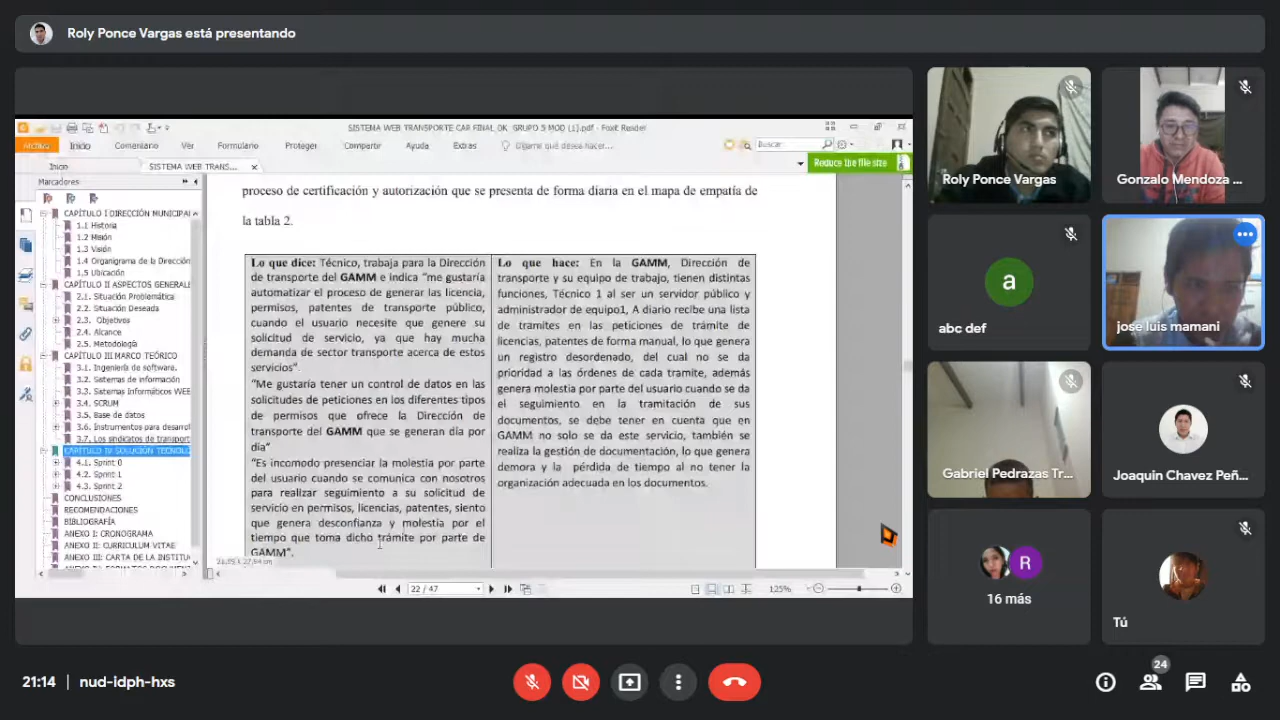 Roly Ponce Vargas está presentando
SISTEMA WEB TRANSPORTE CAP FINAL OK GRUPO 5 MOD (1).pdf - Foxit Reader
Archivo Inicio Comentario Ver Formulario Proteger Compartir Ayuda Extras Dígame qué desea hacer... Buscar
Inicio SISTEMA WEB TRANS... Reduce the file size
Marcadores
CAPÍTULO I DIRECCIÓN MUNICIPAL
1.1 Historia
1.2 Misión
1.3 Visión
1.4 Organigrama de la Dirección
1.5 Ubicación
CAPÍTULO II ASPECTOS GENERALE
2.1. Situación Problemática
2.2. Situación Deseada
2.3. Objetivos
2.4. Alcance
2.5. Metodología
CAPÍTULO III MARCO TEÓRICO
3.1. Ingeniería de software.
3.2. Sistemas de información
3.3. Sistemas Informáticos WEB
3.4. SCRUM
3.5. Base de datos
3.6. Instrumentos para desarrol
3.7. Los sindicatos de transport
CAPÍTULO IV SOLUCIÓN TECNOLÓ
4.1. Sprint 0
4.2. Sprint 1
4.3. Sprint 2
CONCLUSIONES
RECOMENDACIONES
BIBLIOGRAFÍA
ANEXO I: CRONOGRAMA
ANEXO II: CURRICULUM VITAE
ANEXO III: CARTA DE LA INSTITU
proceso de certificación y autorización que se presenta de forma diaria en el mapa de empatía de
la tabla 2.
Lo que dice: Técnico, trabaja para la Dirección
de transporte del GAMM e indica "me gustaría
automatizar el proceso de generar las licencia,
permisos, patentes de transporte público,
cuando el usuario necesite que genere su
solicitud de servicio, ya que hay mucha
demanda de sector transporte acerca de estos
servicios".
"Me gustaría tener un control de datos en las
solicitudes de peticiones en los diferentes tipos
de permisos que ofrece la Dirección de
transporte del GAMM que se generan día por
día"
"Es incomodo presenciar la molestia por parte
del usuario cuando se comunica con nosotros
para realizar seguimiento a su solicitud de
servicio en permisos, licencias, patentes, siento
que genera desconfianza y molestia por el
tiempo que toma dicho trámite por parte de
GAMM".
Lo que hace: En la GAMM, Dirección de
transporte y su equipo de trabajo, tienen distintas
funciones, Técnico 1 al ser un servidor público y
administrador de equipo1, A diario recibe una lista
de tramites en las peticiones de trámite de
licencias, patentes de forma manual, lo que genera
un registro desordenado, del cual no se da
prioridad a las órdenes de cada tramite, además
genera molestia por parte del usuario cuando se da
el seguimiento en la tramitación de sus
documentos, se debe tener en cuenta que en
GAMM no solo se da este servicio, también se
realiza la gestión de documentación, lo que genera
demora y la pérdida de tiempo al no tener la
organización adecuada en los documentos.
22 / 47
125%
Roly Ponce Vargas
Gonzalo Mendoza ...
a
abc def
jose luis mamani
Gabriel Pedrazas Tr...
Joaquin Chavez Peñ...
R
16 más
Tú
21:14 | nud-idph-hxs
24